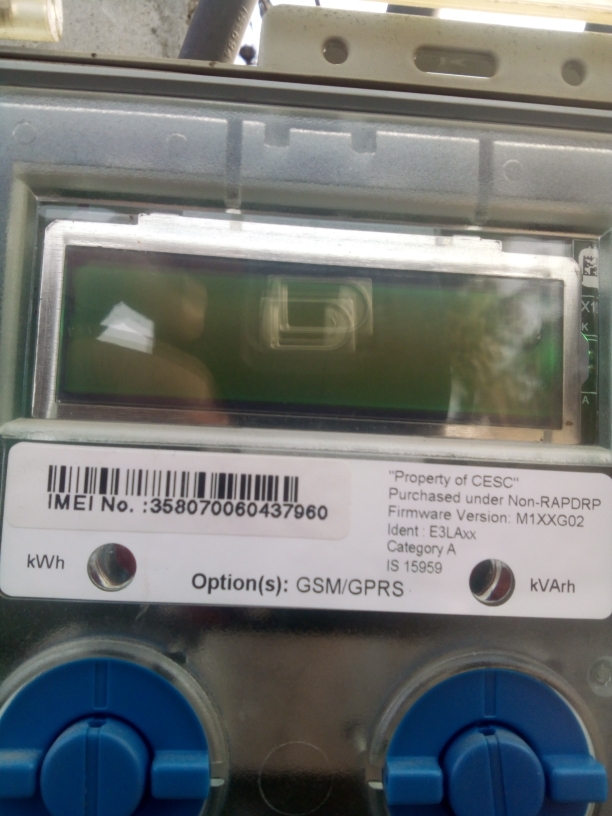 IMEI No. :358070060437960
"Property of CESC"
Purchased under Non-RAPDRP
Firmware Version: M1XXG02
Ident : E3LAxx
Category A
IS 15959
kWh
Option(s): GSM/GPRS
kVArh